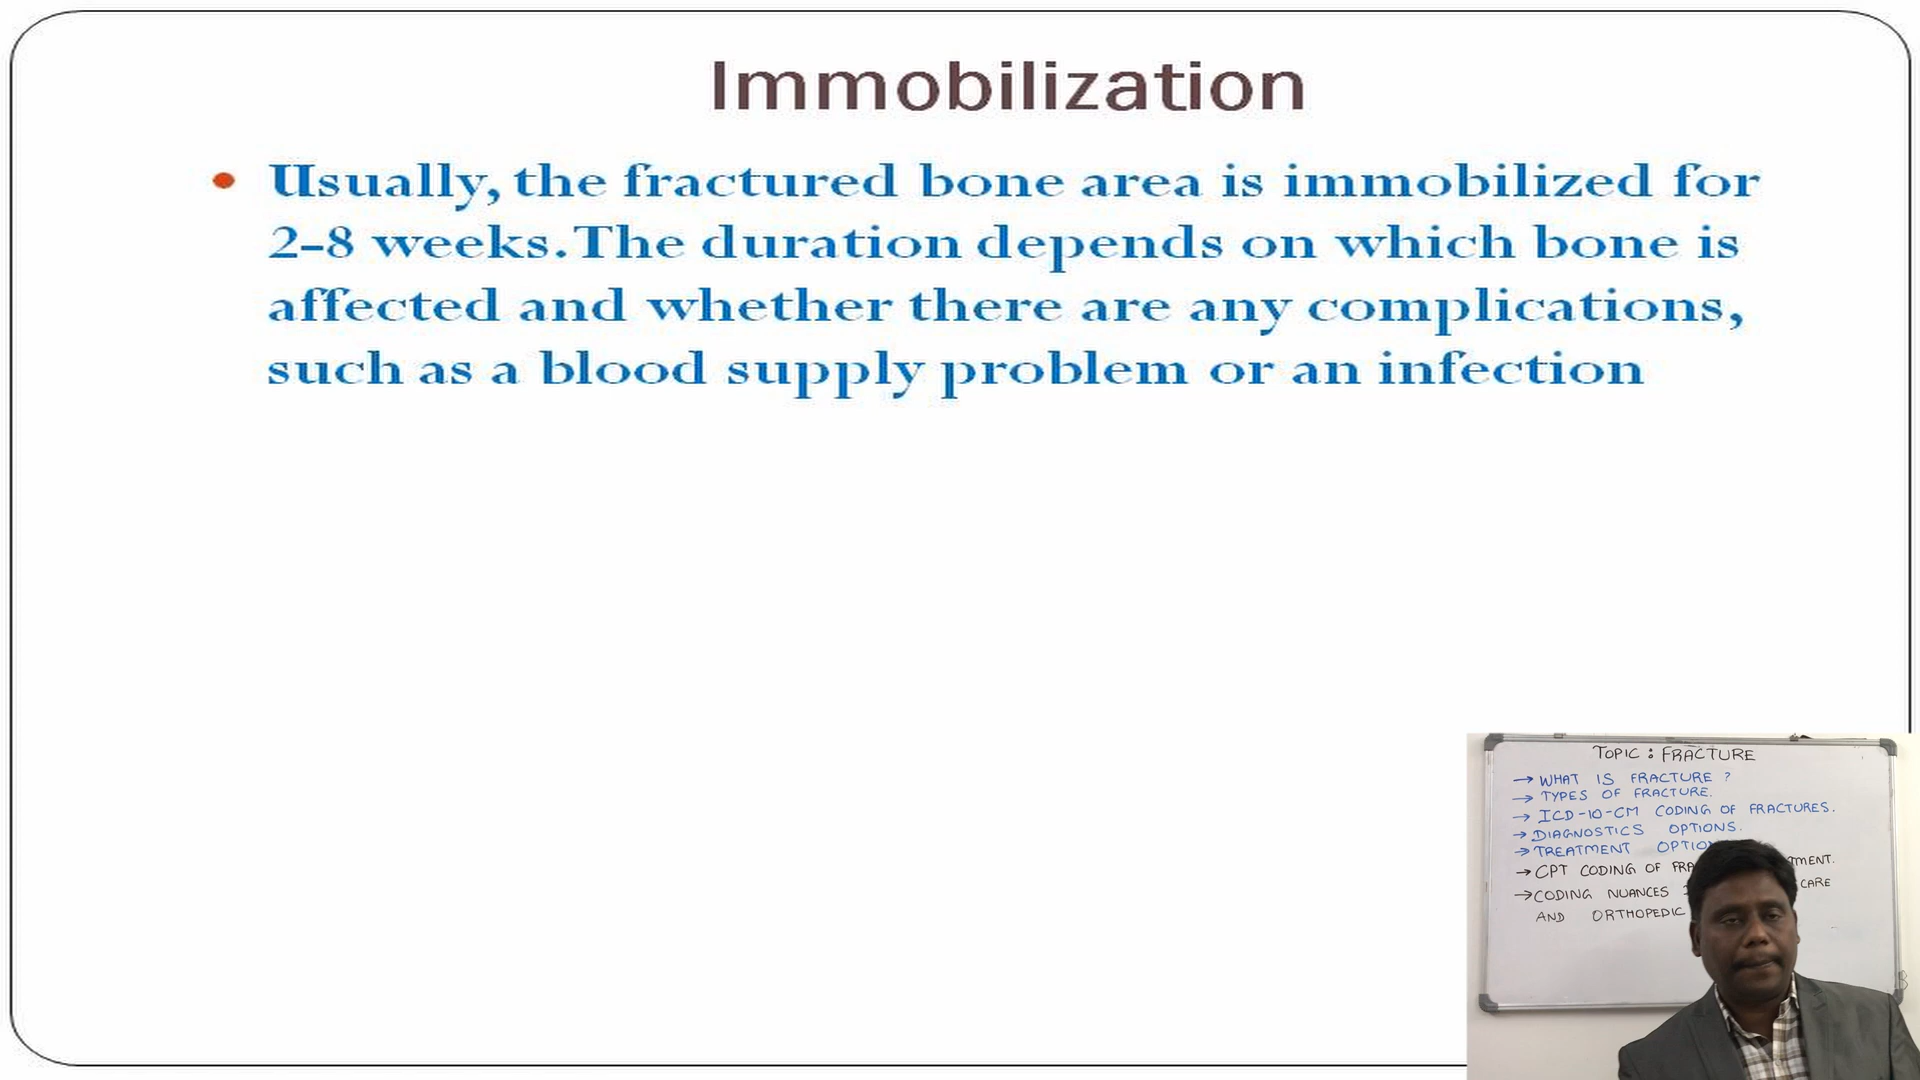 Immobilization
• Usually, the fractured bone area is immobilized for
2–8 weeks. The duration depends on which bone is
affected and whether there are any complications,
such as a blood supply problem or an infection
TOPIC : FRACTURE
→ WHAT IS FRACTURE ?
→ TYPES OF FRACTURE.
→ ICD-10-CM CODING OF FRACTURES.
→ DIAGNOSTICS OPTIONS.
→ TREATMENT
→ CPT CODING OF
→ CODING NUANCES CARE
AND ORTHOPEDIC